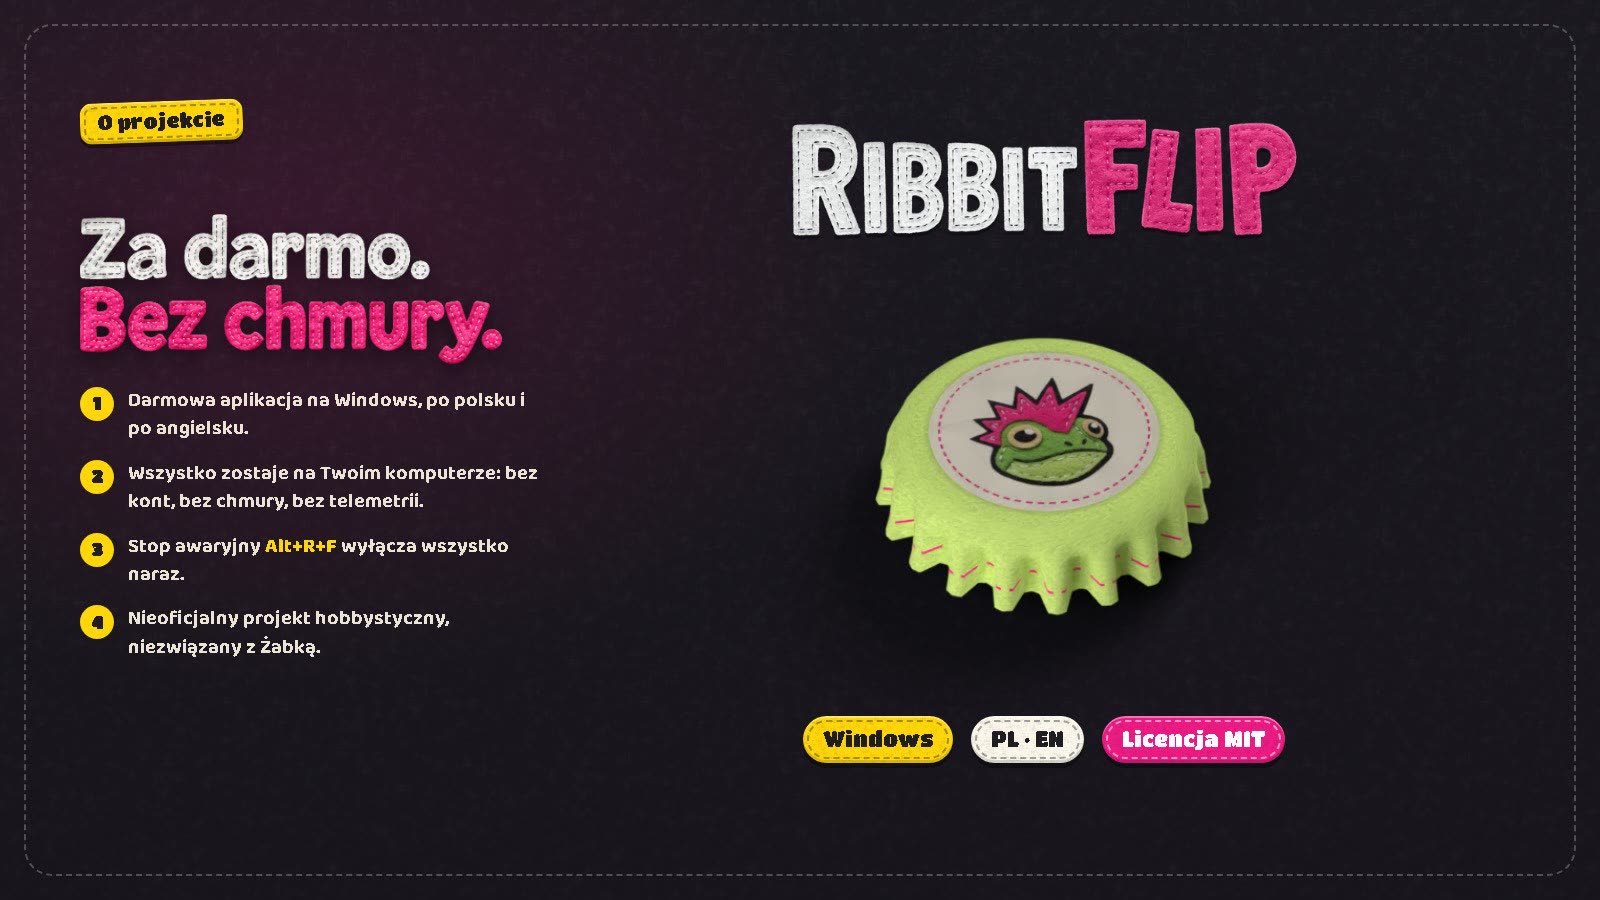 O projekcie
Za darmo.
Bez chmury.
1 Darmowa aplikacja na Windows, po polsku i
po angielsku.
2 Wszystko zostaje na Twoim komputerze: bez
kont, bez chmury, bez telemetrii.
3 Stop awaryjny Alt+R+F wyłącza wszystko
naraz.
4 Nieoficjalny projekt hobbystyczny,
niezwiązany z Żabką.
RIBBITFLIP
Windows
PL · EN
Licencja MIT